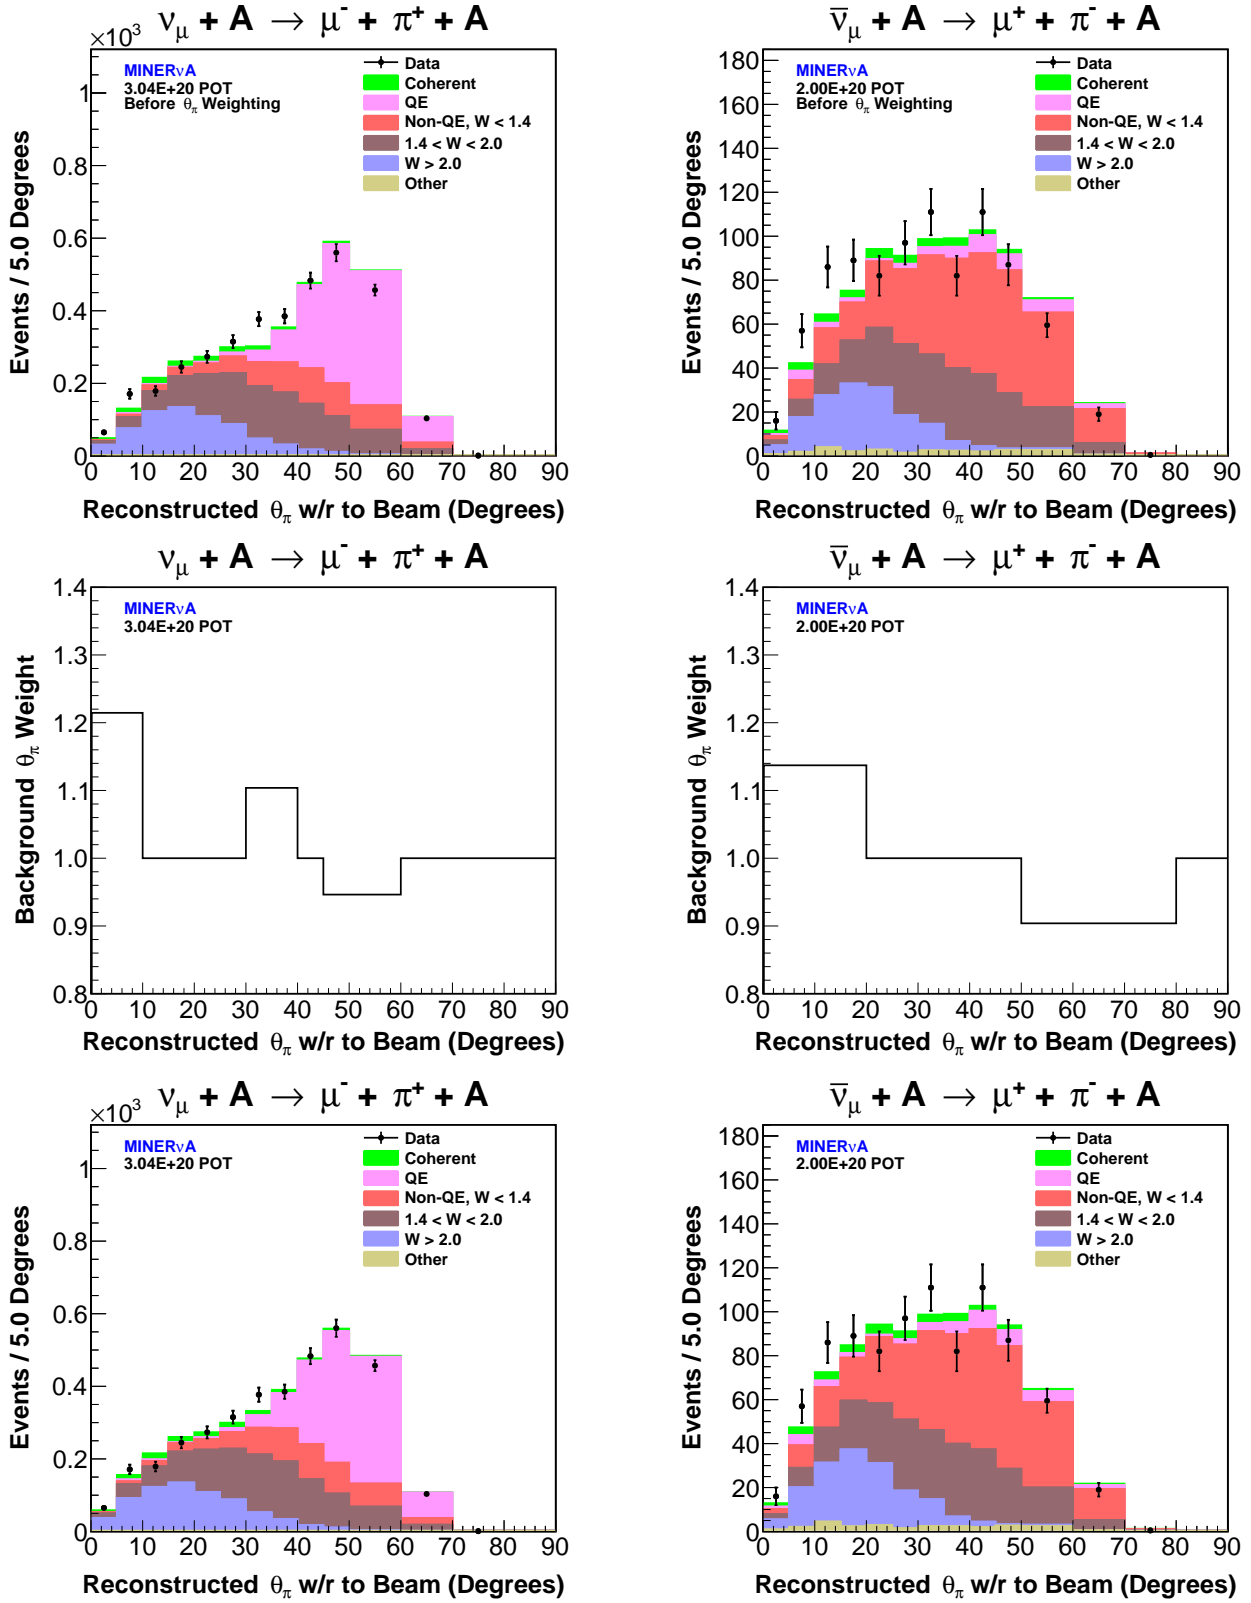 ν_μ + A → μ⁻ + π⁺ + A
×10³
MINERνA
3.04E+20 POT
Before θ_π Weighting
Data
Coherent
QE
Non-QE, W < 1.4
1.4 < W < 2.0
W > 2.0
Other
Events / 5.0 Degrees
1
0.8
0.6
0.4
0.2
0
0 10 20 30 40 50 60 70 80 90
Reconstructed θ_π w/r to Beam (Degrees)
ν̅_μ + A → μ⁺ + π⁻ + A
MINERνA
2.00E+20 POT
Before θ_π Weighting
Data
Coherent
QE
Non-QE, W < 1.4
1.4 < W < 2.0
W > 2.0
Other
Events / 5.0 Degrees
180
160
140
120
100
80
60
40
20
0
0 10 20 30 40 50 60 70 80 90
Reconstructed θ_π w/r to Beam (Degrees)
ν_μ + A → μ⁻ + π⁺ + A
MINERνA
3.04E+20 POT
Background θ_π Weight
1.4
1.3
1.2
1.1
1.0
0.9
0.8
0 10 20 30 40 50 60 70 80 90
Reconstructed θ_π w/r to Beam (Degrees)
ν̅_μ + A → μ⁺ + π⁻ + A
MINERνA
2.00E+20 POT
Background θ_π Weight
1.4
1.3
1.2
1.1
1.0
0.9
0.8
0 10 20 30 40 50 60 70 80 90
Reconstructed θ_π w/r to Beam (Degrees)
ν_μ + A → μ⁻ + π⁺ + A
×10³
MINERνA
3.04E+20 POT
Data
Coherent
QE
Non-QE, W < 1.4
1.4 < W < 2.0
W > 2.0
Other
Events / 5.0 Degrees
1
0.8
0.6
0.4
0.2
0
0 10 20 30 40 50 60 70 80 90
Reconstructed θ_π w/r to Beam (Degrees)
ν̅_μ + A → μ⁺ + π⁻ + A
MINERνA
2.00E+20 POT
Data
Coherent
QE
Non-QE, W < 1.4
1.4 < W < 2.0
W > 2.0
Other
Events / 5.0 Degrees
180
160
140
120
100
80
60
40
20
0
0 10 20 30 40 50 60 70 80 90
Reconstructed θ_π w/r to Beam (Degrees)